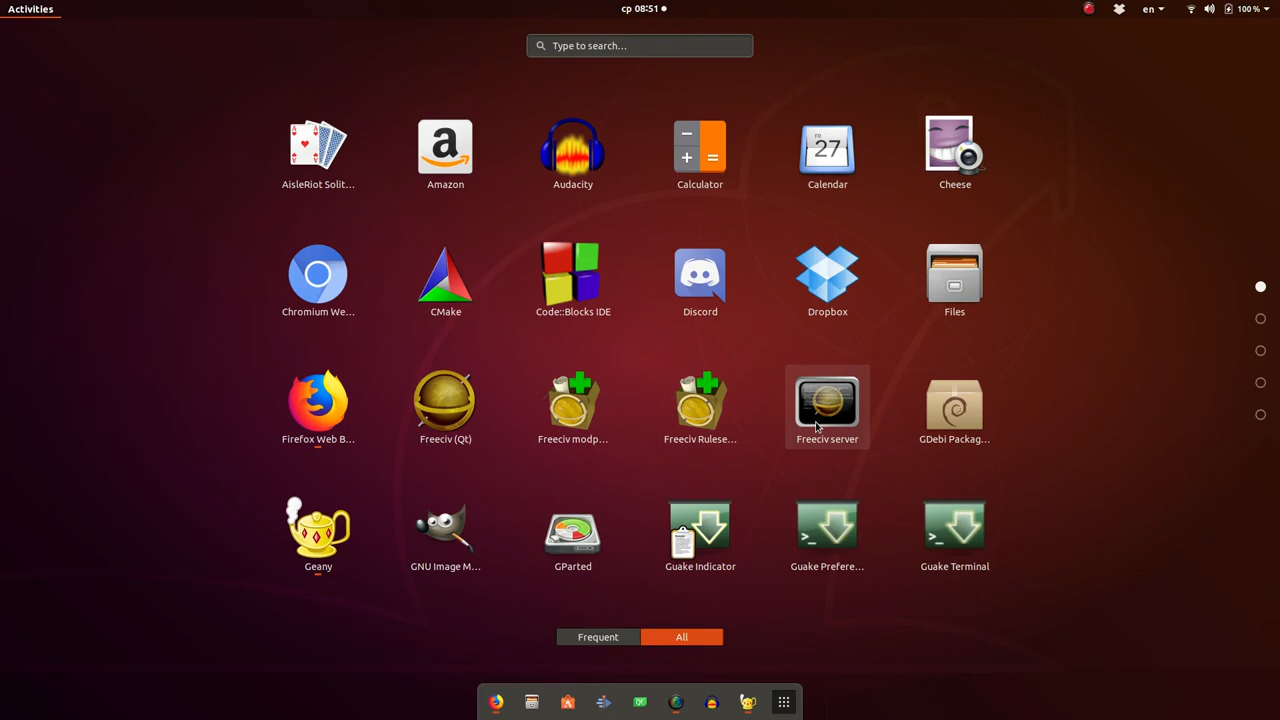 Activities
ср 08:51
en
100 %
Type to search...
AisleRiot Solit...
Amazon
Audacity
Calculator
FR
27
Calendar
Cheese
Chromium We...
CMake
Code::Blocks IDE
Discord
Dropbox
Files
Firefox Web B...
Freeciv (Qt)
Freeciv modp...
Freeciv Rulese...
Freeciv server
GDebi Packag...
Geany
GNU Image M...
GParted
Guake Indicator
>_
Guake Prefere...
>_
Guake Terminal
Frequent
All